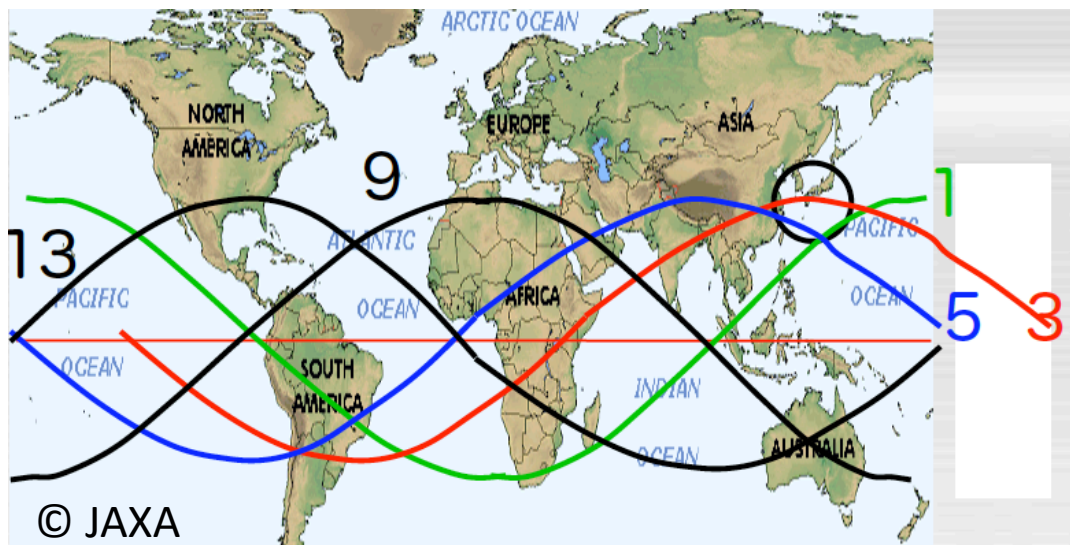 ARCTIC OCEAN
NORTH
AMERICA
EUROPE
ASIA
9
1
13
ATLANTIC
OCEAN
PACIFIC
OCEAN
PACIFIC
OCEAN
AFRICA
5
3
SOUTH
AMERICA
INDIAN
OCEAN
AUSTRALIA
© JAXA